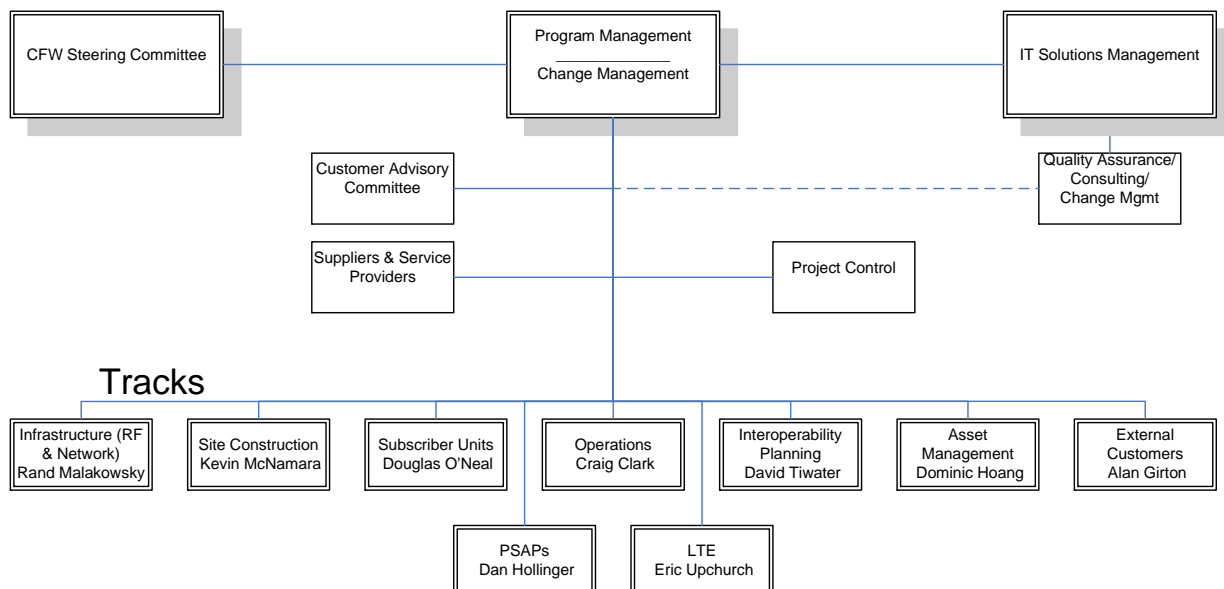 CFW Steering Committee
Program Management
Change Management
IT Solutions Management
Customer Advisory
Committee
Quality Assurance/
Consulting/
Change Mgmt
Suppliers & Service
Providers
Project Control
Tracks
Infrastructure (RF
& Network)
Rand Malakowsky
Site Construction
Kevin McNamara
Subscriber Units
Douglas O’Neal
Operations
Craig Clark
Interoperability
Planning
David Tiwater
Asset
Management
Dominic Hoang
External
Customers
Alan Girton
PSAPs
Dan Hollinger
LTE
Eric Upchurch